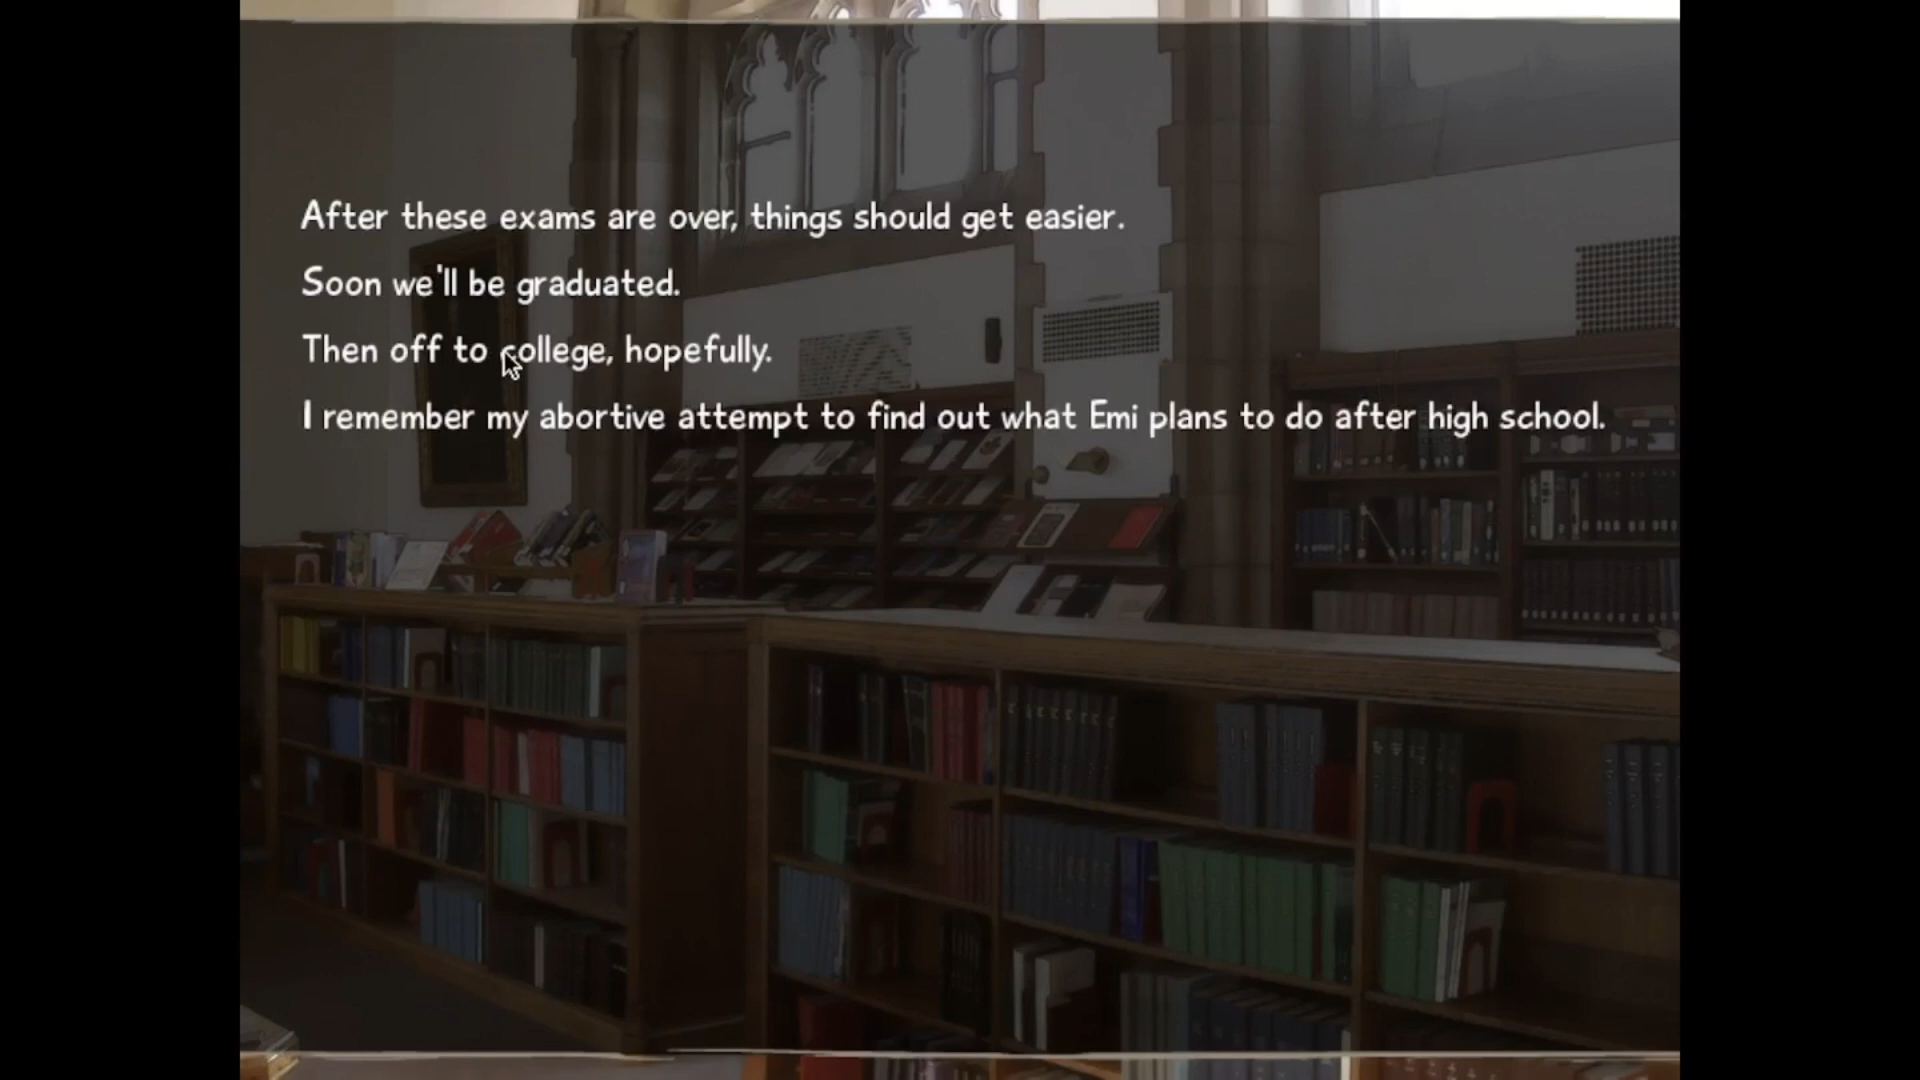 After these exams are over, things should get easier.
Soon we'll be graduated.
Then off to college, hopefully.
I remember my abortive attempt to find out what Emi plans to do after high school.